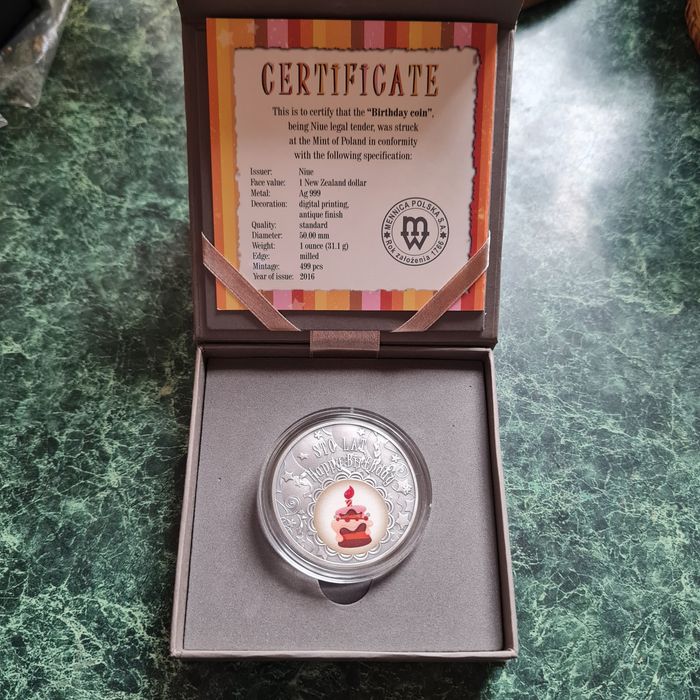 CERTIFICATE
This is to certify that the “Birthday coin”,
being Niue legal tender, was struck
at the Mint of Poland in conformity
with the following specification:
Issuer: Niue
Face value: 1 New Zealand dollar
Metal: Ag 999
Decoration: digital printing,
antique finish
Quality: standard
Diameter: 50.00 mm
Weight: 1 ounce (31.1 g)
Edge: milled
Mintage: 499 pcs
Year of issue: 2016
MENNICA POLSKA S.A.
MW
Rok założenia 1766
STO LAT
Happy Birthday